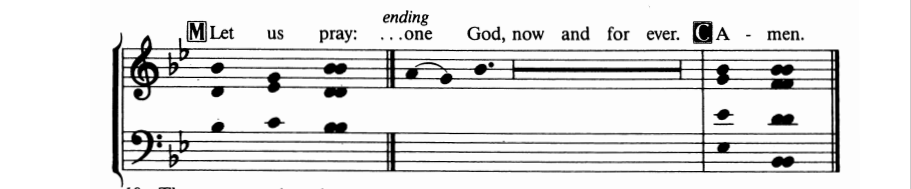 ending
M Let us pray: ...one God, now and for ever. C A - men.